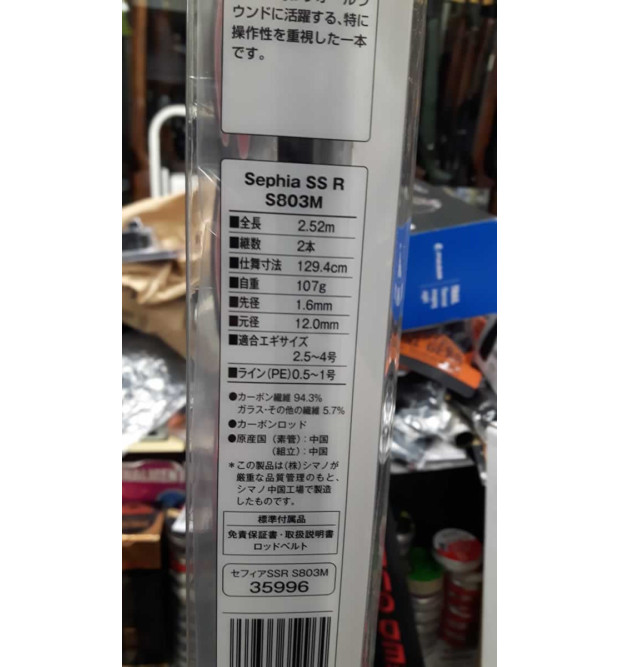 ウンドに活躍する、特に
操作性を重視した一本
です。
Sephia SS R
S803M
■全長 2.52m
■継数 2本
■仕舞寸法 129.4cm
■自重 107g
■先径 1.6mm
■元径 12.0mm
■適合エギサイズ
2.5~4号
■ライン(PE)0.5~1号
●カーボン繊維 94.3%
ガラス・その他の繊維 5.7%
●カーボンロッド
●原産国(素管):中国
(組立):中国
*この製品は(株)シマノが
厳重な品質管理のもと、
シマノ中国工場で製造
したものです。
標準付属品
免責保証書・取扱説明書
ロッドベルト
セフィアSSR S803M
35996